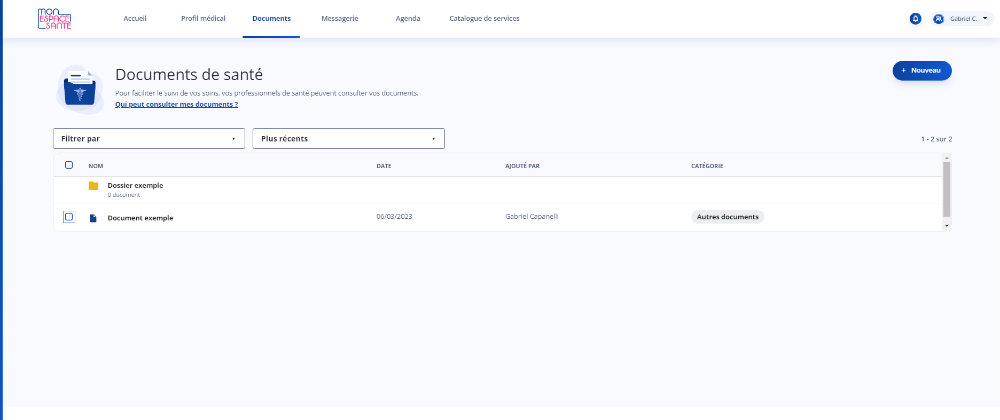 MON
ESPACE
SANTÉ
Accueil
Profil médical
Documents
Messagerie
Agenda
Catalogue de services
Gabriel C.
Documents de santé
Pour faciliter le suivi de vos soins, vos professionnels de santé peuvent consulter vos documents.
Qui peut consulter mes documents ?
+ Nouveau
Filtrer par
Plus récents
1 - 2 sur 2
NOM
DATE
AJOUTÉ PAR
CATÉGORIE
Dossier exemple
0 document
Document exemple
06/03/2023
Gabriel Capanelli
Autres documents